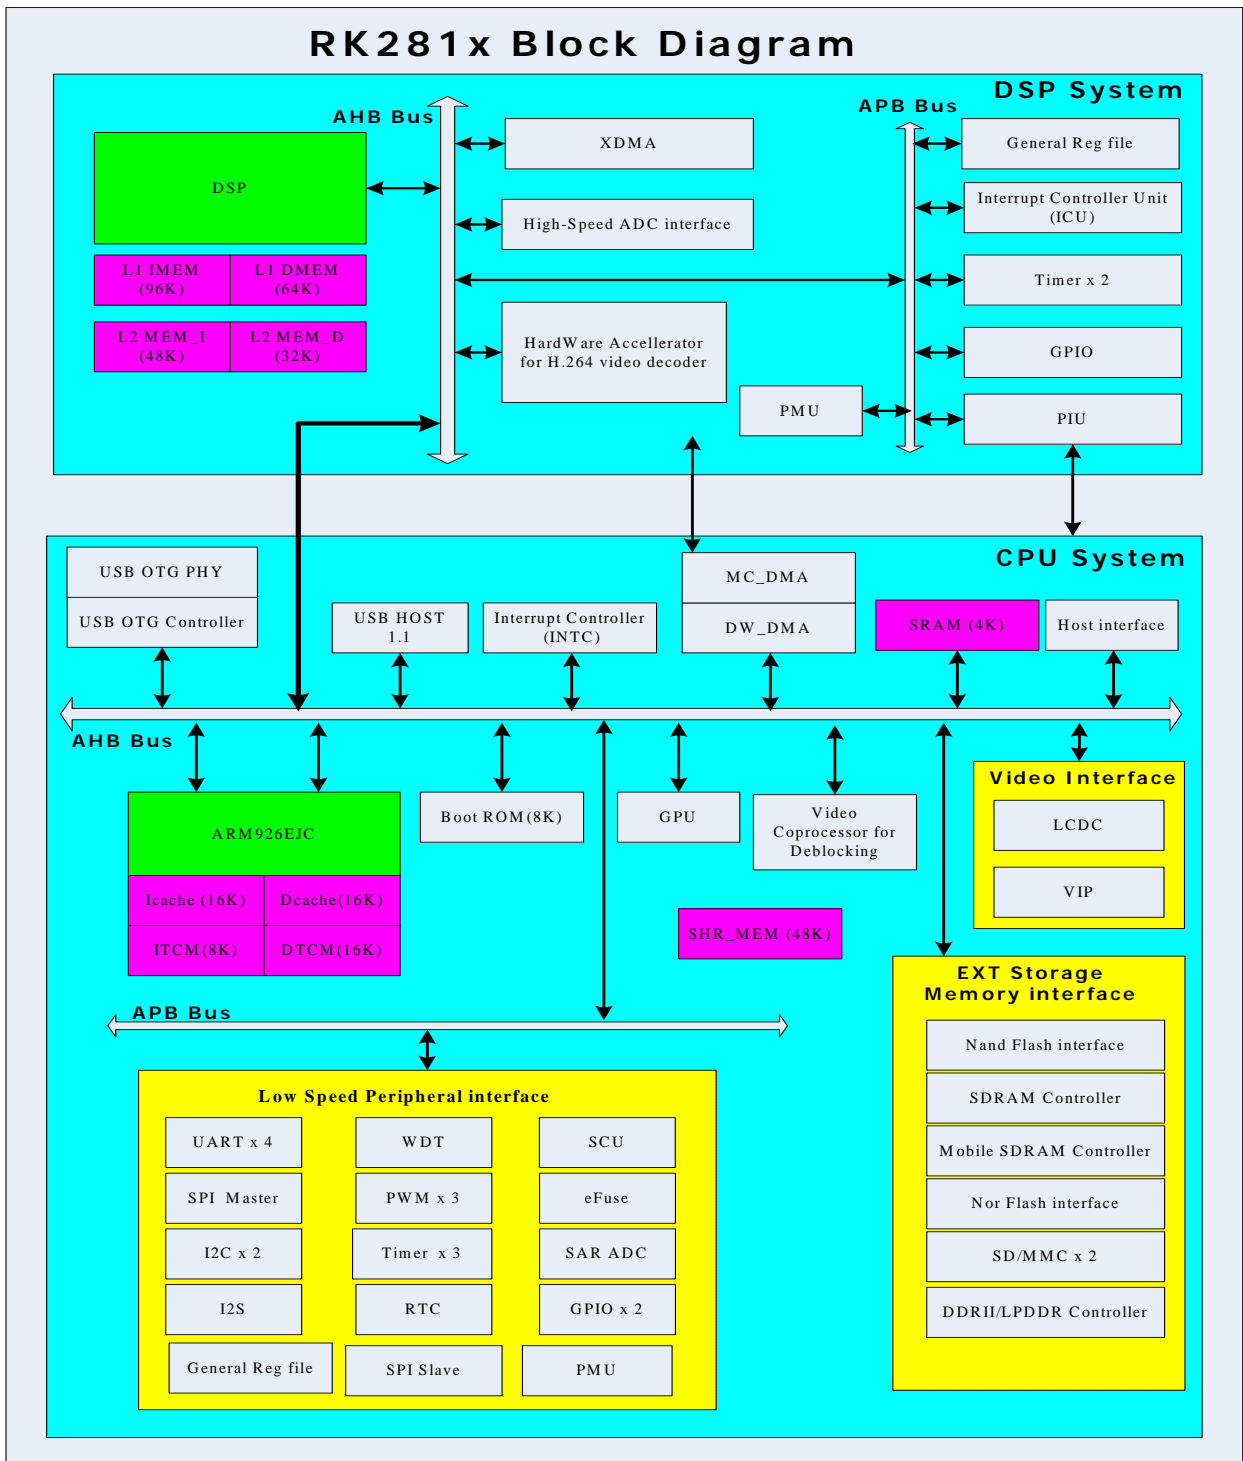 RK281x Block Diagram
DSP System
AHB Bus
APB Bus
DSP
L1 IMEM
(96K)
L1 DMEM
(64K)
L2 MEM_I
(48K)
L2 MEM_D
(32K)
XDMA
High-Speed ADC interface
HardWare Accellerator
for H.264 video decoder
PMU
General Reg file
Interrupt Controller Unit
(ICU)
Timer x 2
GPIO
PIU
CPU System
USB OTG PHY
USB OTG Controller
USB HOST
1.1
Interrupt Controller
(INTC)
MC_DMA
DW_DMA
SRAM (4K)
Host interface
AHB Bus
ARM926EJC
Icache (16K)
Dcache(16K)
ITCM(8K)
DTCM(16K)
Boot ROM(8K)
GPU
Video
Coprocessor for
Deblocking
SHR_MEM (48K)
Video Interface
LCDC
VIP
EXT Storage
Memory interface
Nand Flash interface
SDRAM Controller
Mobile SDRAM Controller
Nor Flash interface
SD/MMC x 2
DDRII/LPDDR Controller
APB Bus
Low Speed Peripheral interface
UART x 4
WDT
SCU
SPI Master
PWM x 3
eFuse
I2C x 2
Timer x 3
SAR ADC
I2S
RTC
GPIO x 2
General Reg file
SPI Slave
PMU